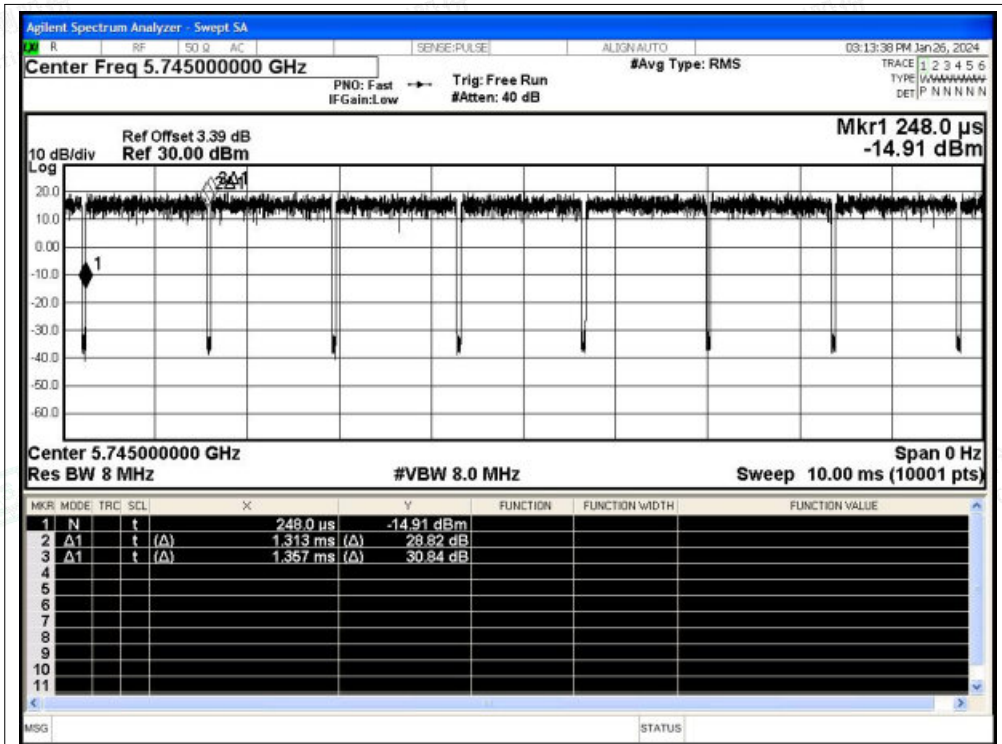 Agilent Spectrum Analyzer - Swept SA
LXI R RF 50 Ω AC SENSE:PULSE ALIGN AUTO 03:13:38 PM Jan 26, 2024
Center Freq 5.745000000 GHz #Avg Type: RMS TRACE 1 2 3 4 5 6
PNO: Fast Trig: Free Run TYPE
IFGain:Low #Atten: 40 dB DET P N N N N N
Mkr1 248.0 µs
Ref Offset 3.39 dB
10 dB/div Ref 30.00 dBm -14.91 dBm
Log
20.0
10.0
0.00
-10.0
1
-20.0
-30.0
-40.0
-50.0
-60.0
Center 5.745000000 GHz Span 0 Hz
Res BW 8 MHz #VBW 8.0 MHz Sweep 10.00 ms (10001 pts)
MKR MODE TRC SCL X Y FUNCTION FUNCTION WIDTH FUNCTION VALUE
1 N t 248.0 µs -14.91 dBm
2 Δ1 t (Δ) 1.313 ms (Δ) 28.82 dB
3 Δ1 t (Δ) 1.357 ms (Δ) 30.84 dB
4
5
6
7
8
9
10
11
MSG STATUS